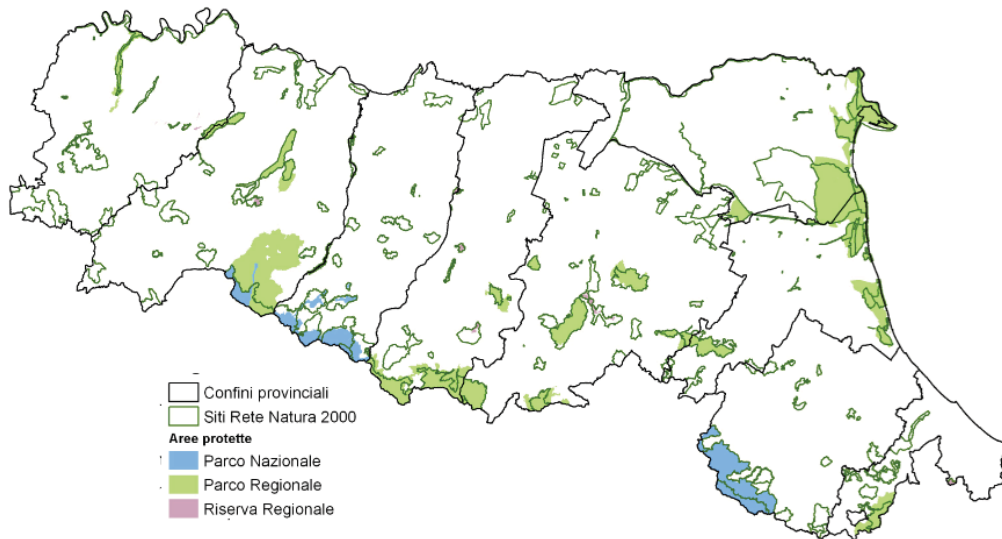 Confini provinciali
Siti Rete Natura 2000
Aree protette
Parco Nazionale
Parco Regionale
Riserva Regionale